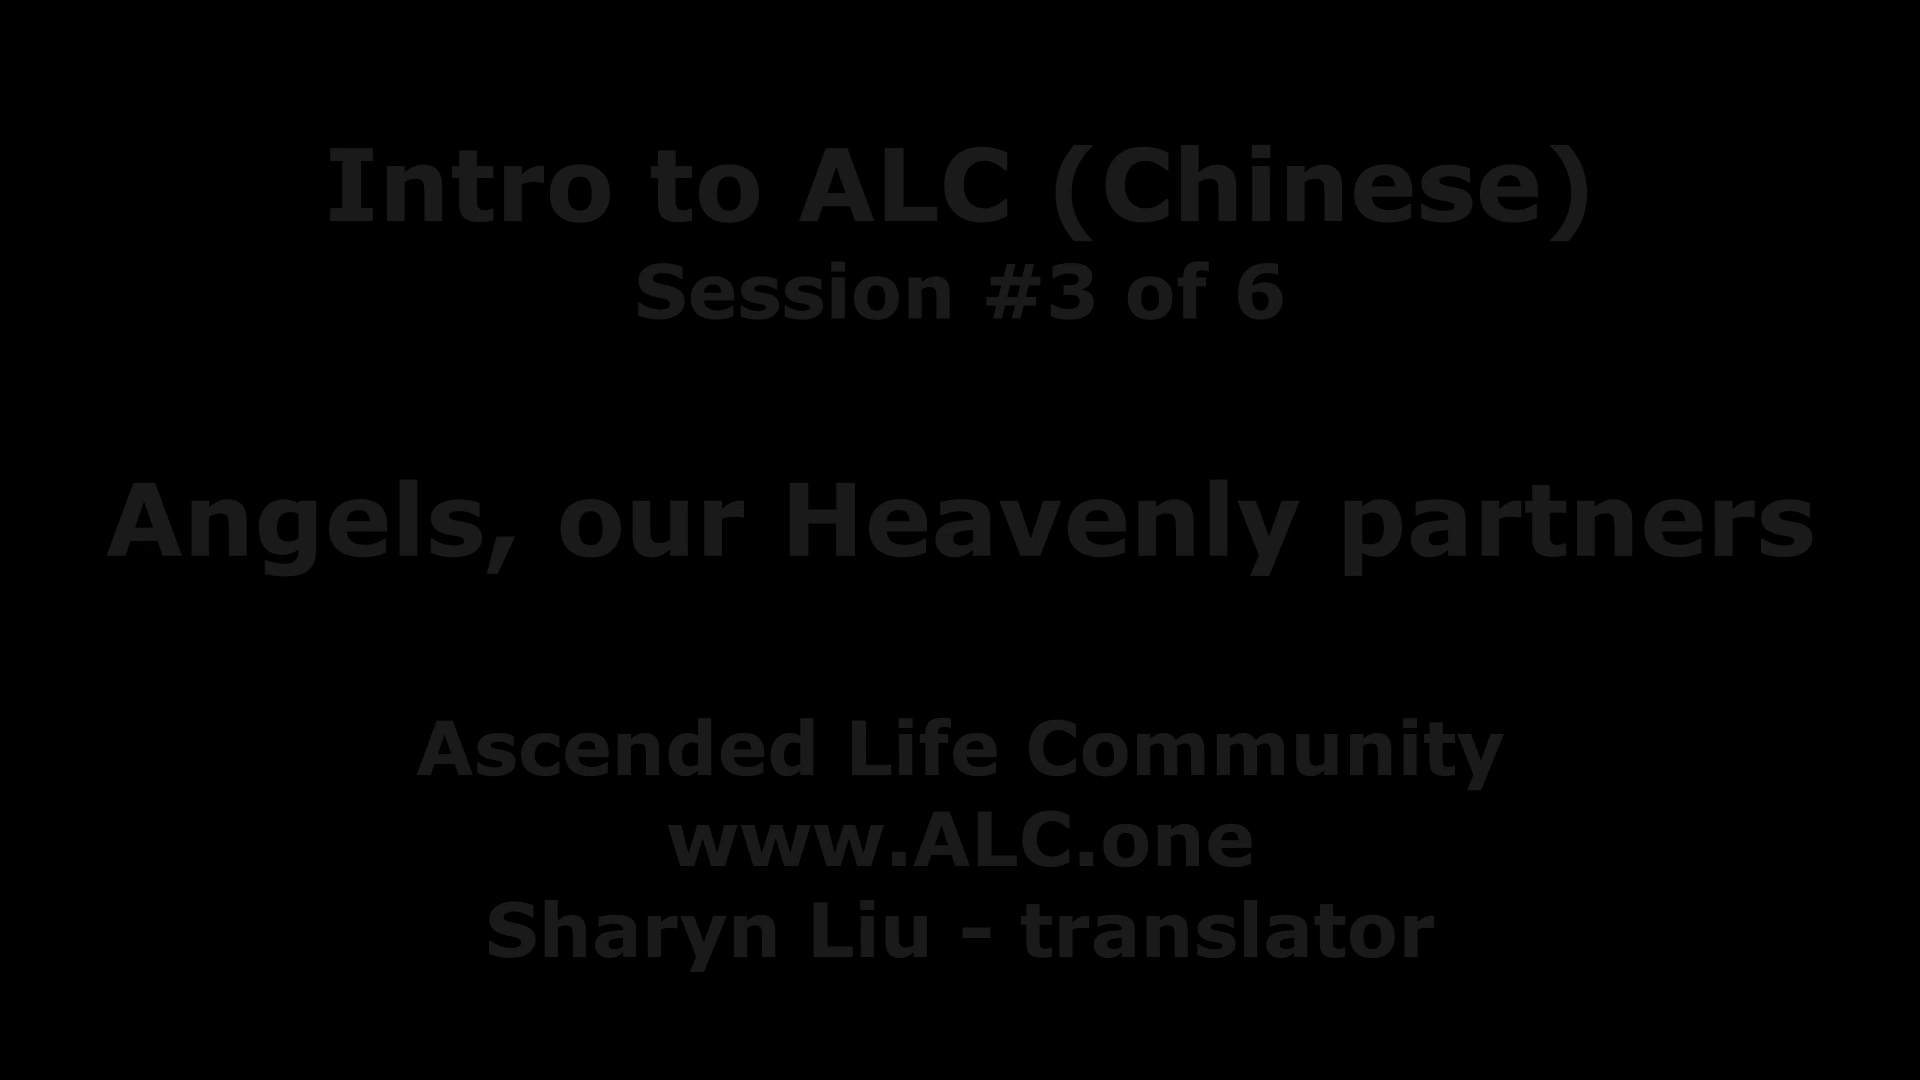 Intro to ALC (Chinese)
Session #3 of 6
Angels, our Heavenly partners
Ascended Life Community
www.ALC.one
Sharyn Liu - translator